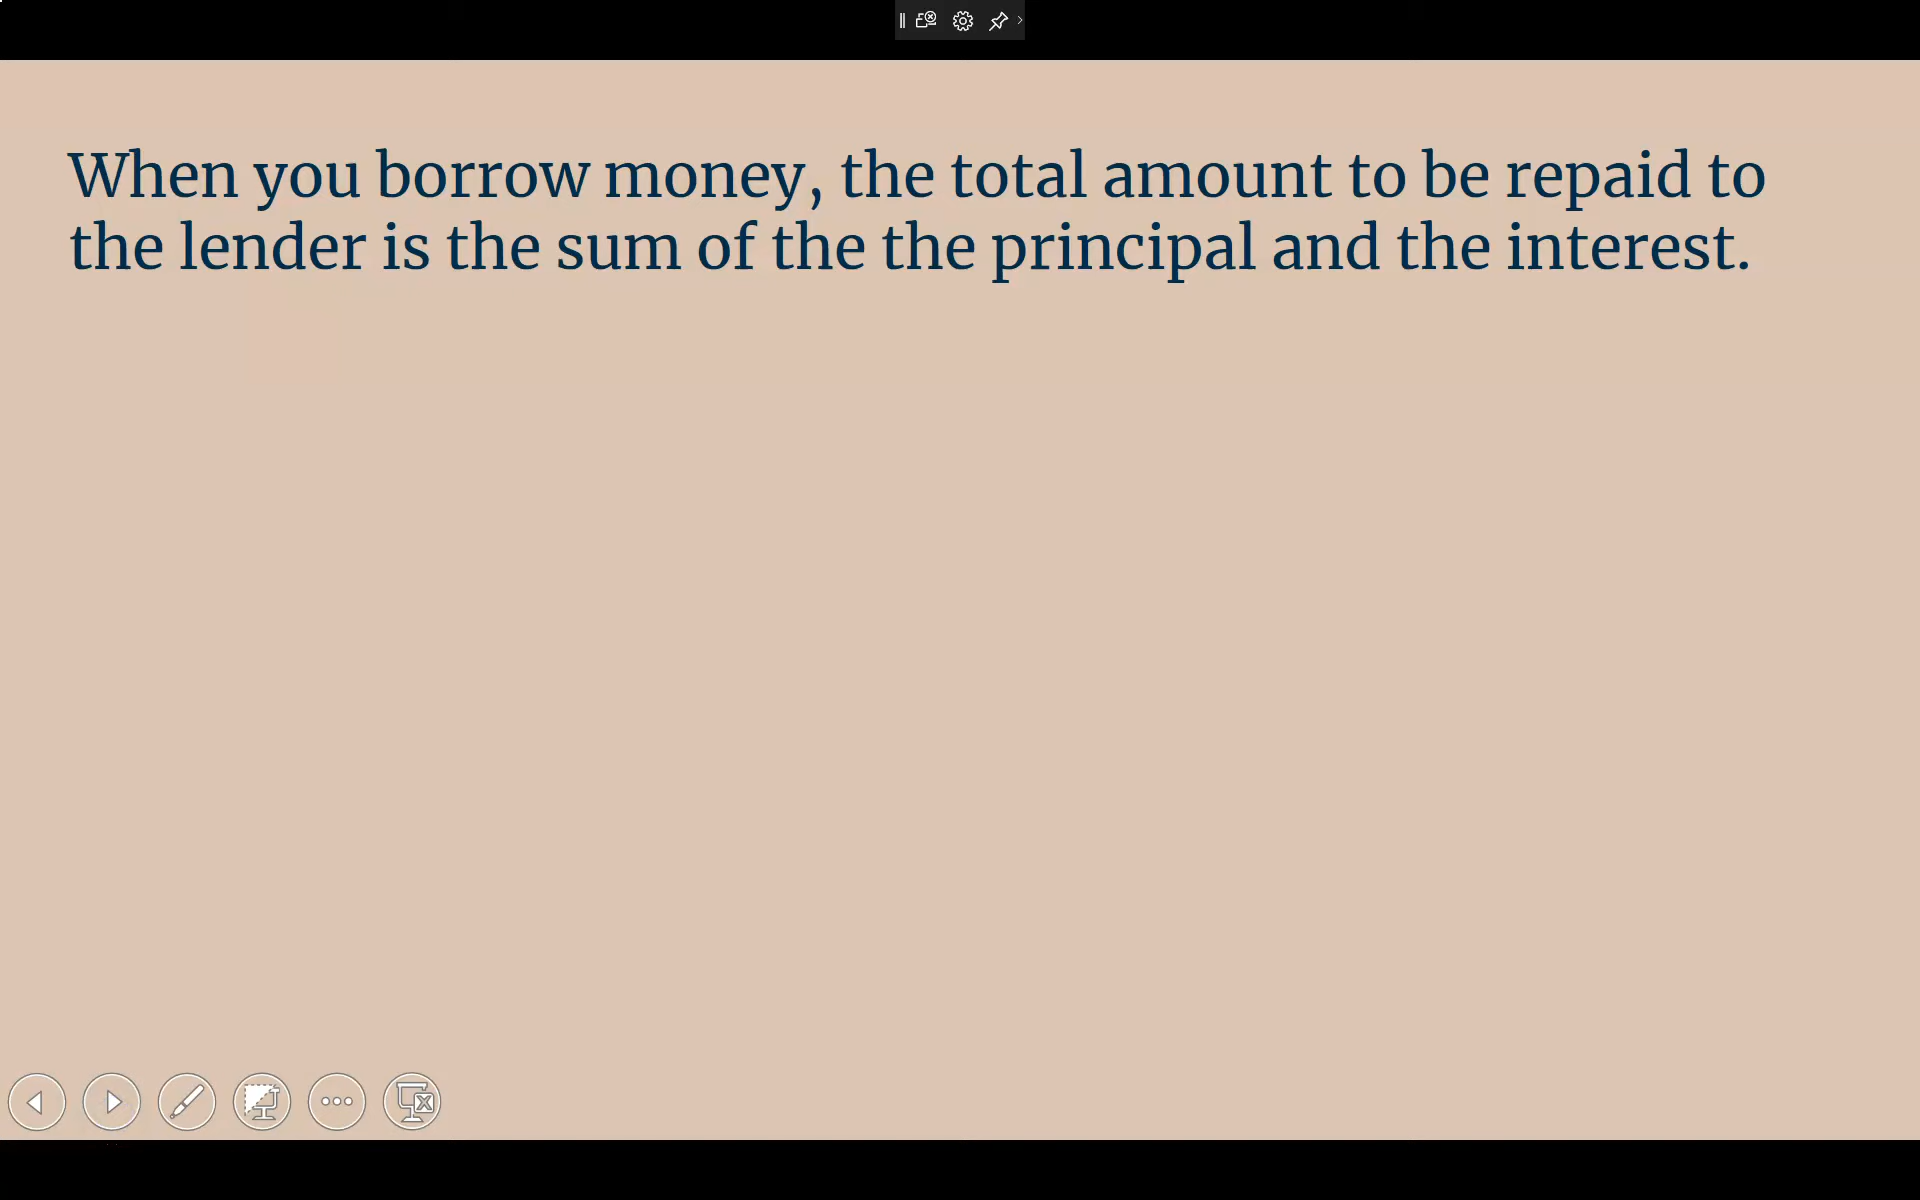 When you borrow money, the total amount to be repaid to
the lender is the sum of the the principal and the interest.